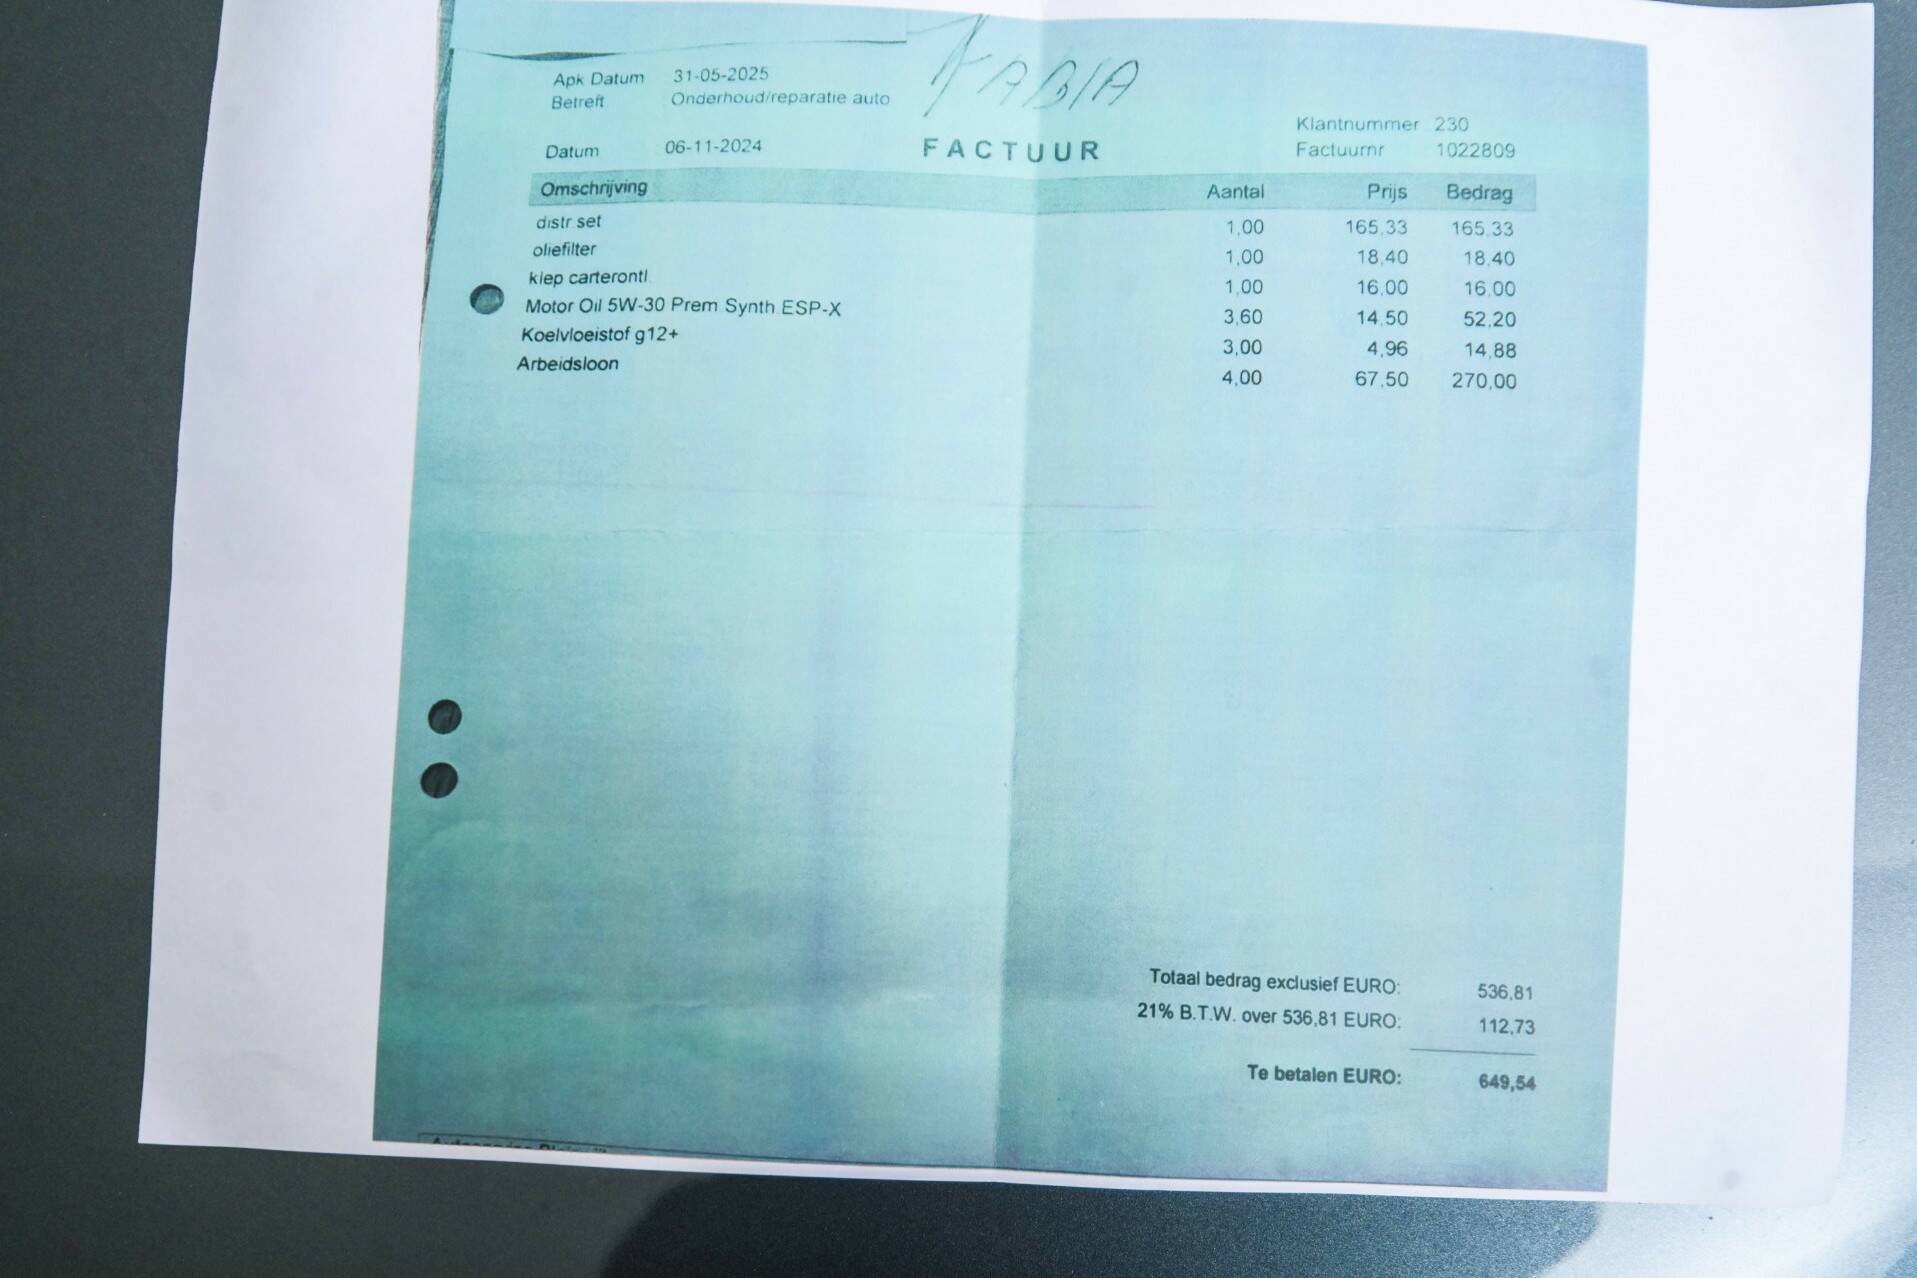 FABIA
Apk Datum 31-05-2025
Betreft Onderhoud/reparatie auto
Klantnummer 230
Datum 06-11-2024 FACTUUR Factuurnr 1022809
Omschrijving Aantal Prijs Bedrag
distr set 1,00 165,33 165,33
oliefilter 1,00 18,40 18,40
klep carterontl. 1,00 16,00 16,00
Motor Oil 5W-30 Prem Synth ESP-X 3,60 14,50 52,20
Koelvloeistof g12+ 3,00 4,96 14,88
Arbeidsloon 4,00 67,50 270,00
Totaal bedrag exclusief EURO: 536,81
21% B.T.W. over 536,81 EURO: 112,73
Te betalen EURO: 649,54